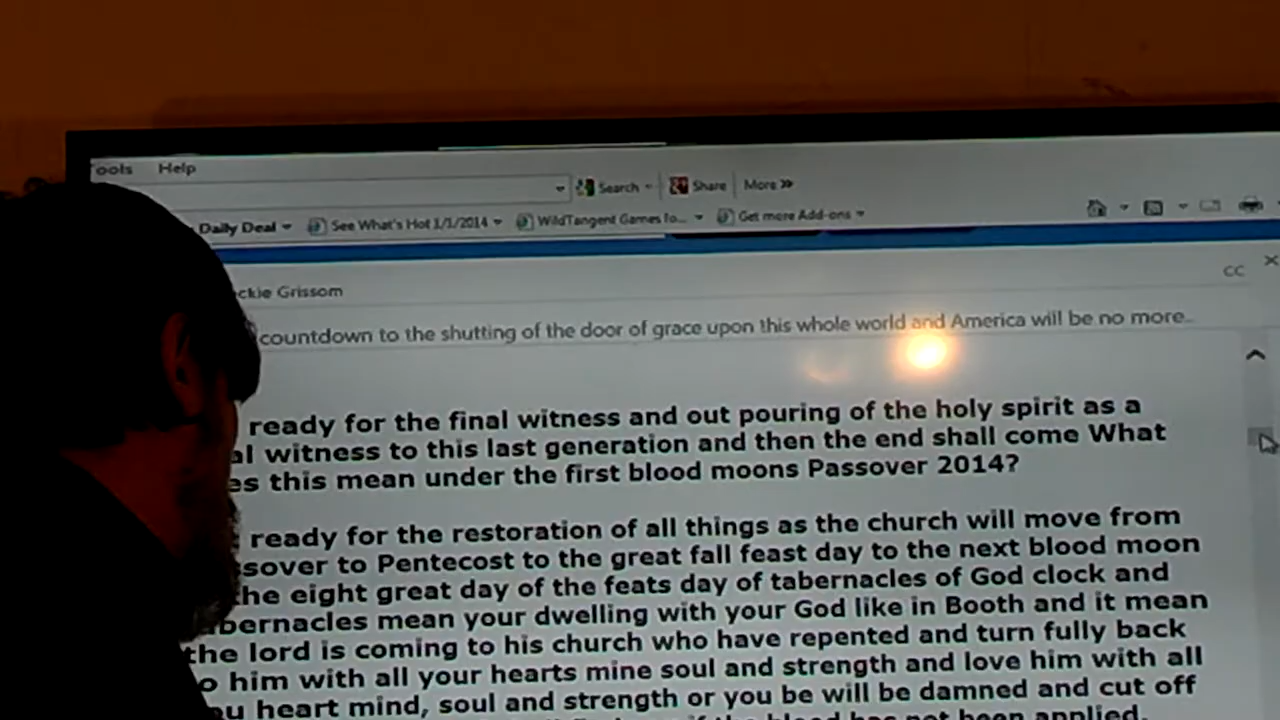 ools Help
Search Share More »
Daily Deal See What's Hot 1/1/2014 WildTangent Games fo... Get more Add-ons
ckie Grissom CC
countdown to the shutting of the door of grace upon this whole world and America will be no more..
ready for the final witness and out pouring of the holy spirit as a
al witness to this last generation and then the end shall come What
es this mean under the first blood moons Passover 2014?
ready for the restoration of all things as the church will move from
ssover to Pentecost to the great fall feast day to the next blood moon
the eight great day of the feats day of tabernacles of God clock and
bernacles mean your dwelling with your God like in Booth and it mean
the lord is coming to his church who have repented and turn fully back
o him with all your hearts mine soul and strength and love him with all
ou heart mind, soul and strength or you be will be damned and cut off
if the blood has not been applied.